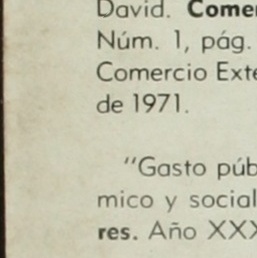 David. Comer
Núm. 1, pág.
Comercio Exte
de 1971.
"Gasto púb
mico y social
res. Año XXX